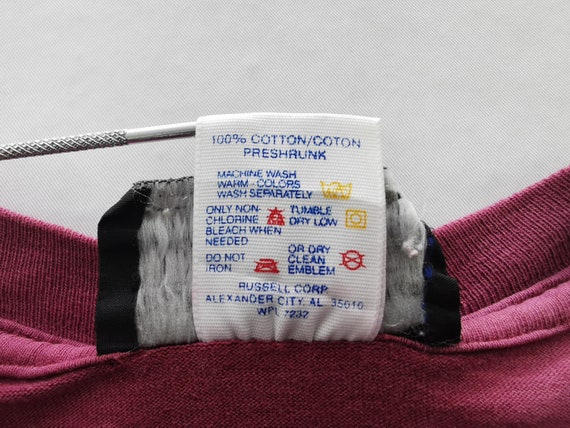 100% COTTON/COTON
PRESHRUNK
MACHINE WASH
WARM - COLORS
WASH SEPARATELY
ONLY NON-
CHLORINE
BLEACH WHEN
NEEDED
TUMBLE
DRY LOW
DO NOT
IRON
OR DRY
CLEAN
EMBLEM
RUSSELL CORP.
ALEXANDER CITY, AL 35010
WPL 7232